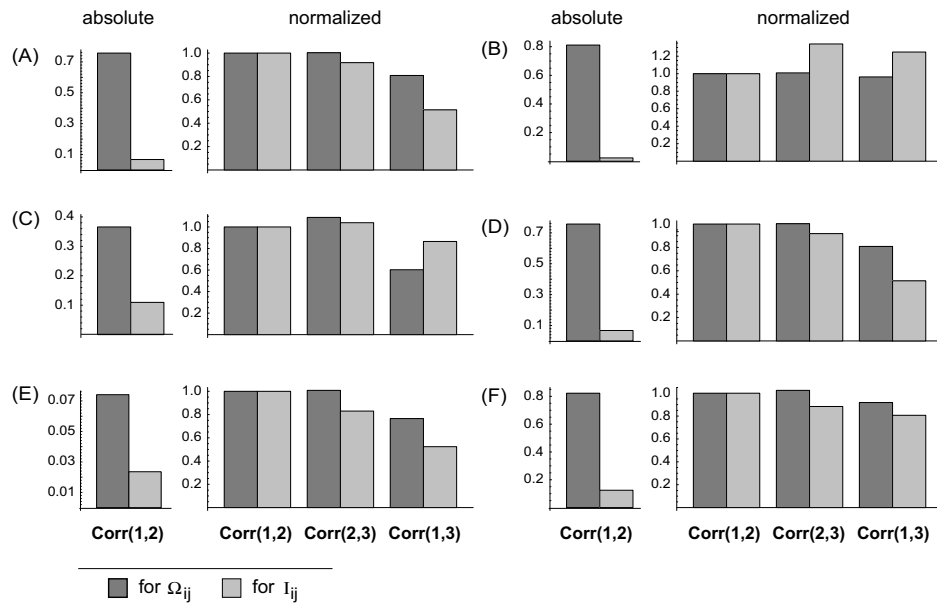 absolute normalized absolute normalized
(A) 0.7 0.5 0.3 0.1 1.0 0.8 0.6 0.4 0.2
(B) 0.8 0.6 0.4 0.2 1.2 1.0 0.8 0.6 0.4 0.2
(C) 0.4 0.3 0.2 0.1 1.0 0.8 0.6 0.4 0.2
(D) 0.7 0.5 0.3 0.1 1.0 0.8 0.6 0.4 0.2
(E) 0.07 0.05 0.03 0.01 1.0 0.8 0.6 0.4 0.2
(F) 0.8 0.6 0.4 0.2 1.0 0.8 0.6 0.4 0.2
Corr(1,2) Corr(1,2) Corr(2,3) Corr(1,3) Corr(1,2) Corr(1,2) Corr(2,3) Corr(1,3)
for Ωij for Iij